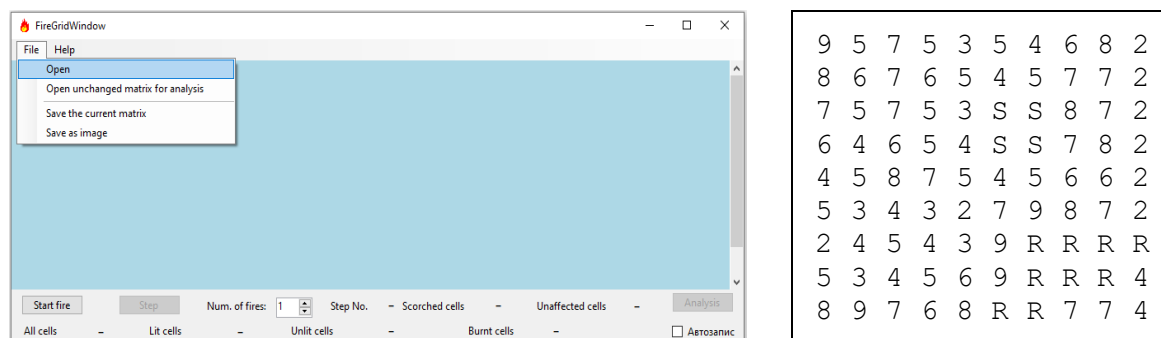 FireGridWindow
File Help
Open
Open unchanged matrix for analysis
Save the current matrix
Save as image
Start fire Step Num. of fires: 1 Step No. – Scorched cells – Unaffected cells – Analysis
All cells – Lit cells – Unlit cells – Burnt cells – Автозапис
9 5 7 5 3 5 4 6 8 2
8 6 7 6 5 4 5 7 7 2
7 5 7 5 3 S S 8 7 2
6 4 6 5 4 S S 7 8 2
4 5 8 7 5 4 5 6 6 2
5 3 4 3 2 7 9 8 7 2
2 4 5 4 3 9 R R R R
5 3 4 5 6 9 R R R 4
8 9 7 6 8 R R 7 7 4